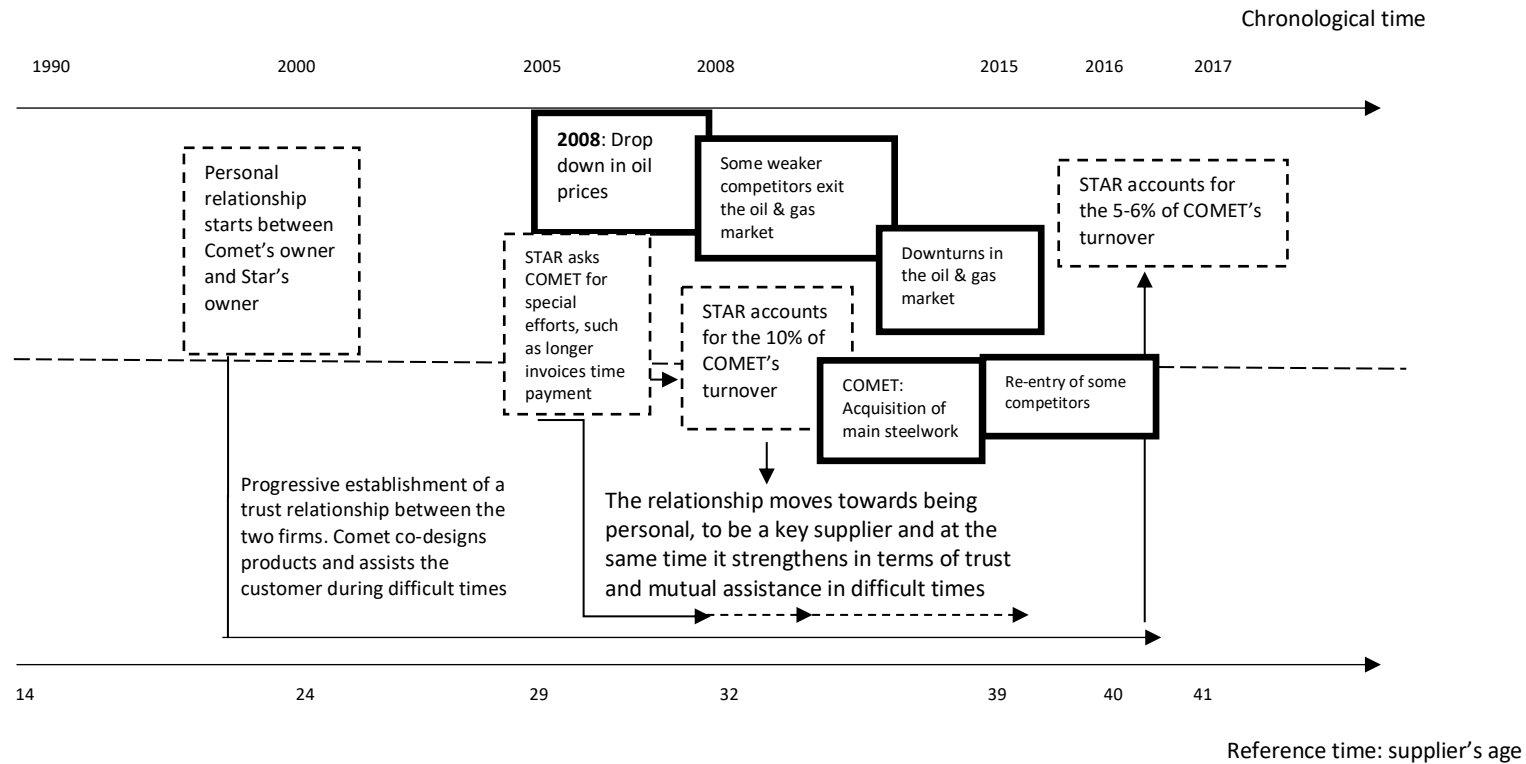 Chronological time
1990
2000
2005
2008
2015
2016
2017
Personal
relationship
starts between
Comet's owner
and Star's
owner
2008: Drop
down in oil
prices
Some weaker
competitors exit
the oil & gas
market
STAR accounts for
the 5-6% of COMET's
turnover
Downturns in
the oil & gas
market
STAR asks
COMET for
special
efforts, such
as longer
invoices time
payment
STAR accounts
for the 10% of
COMET's
turnover
COMET:
Acquisition of
main steelwork
Re-entry of some
competitors
Progressive establishment of a
trust relationship between the
two firms. Comet co-designs
products and assists the
customer during difficult times
The relationship moves towards being
personal, to be a key supplier and at the
same time it strengthens in terms of trust
and mutual assistance in difficult times
14
24
29
32
39
40
41
Reference time: supplier's age